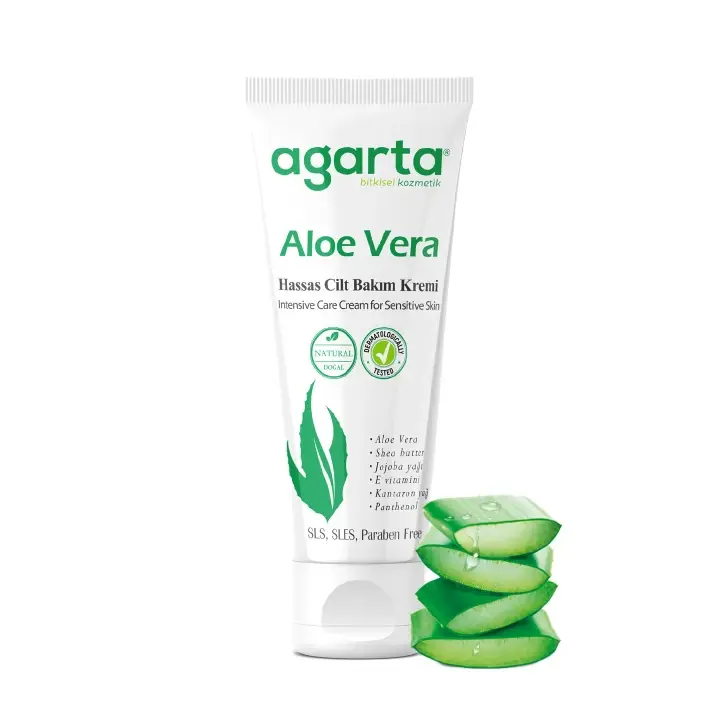 agarta®
bitkisel kozmetik
Aloe Vera
Hassas Cilt Bakım Kremi
Intensive Care Cream for Sensitive Skin
NATURAL
DOĞAL
DERMATOLOGICALLY
TESTED
• Aloe Vera
• Shea butter
• Jojoba yağı
• E vitamini
• Kantaron yağ
• Panthenol
SLS, SLES, Paraben Free